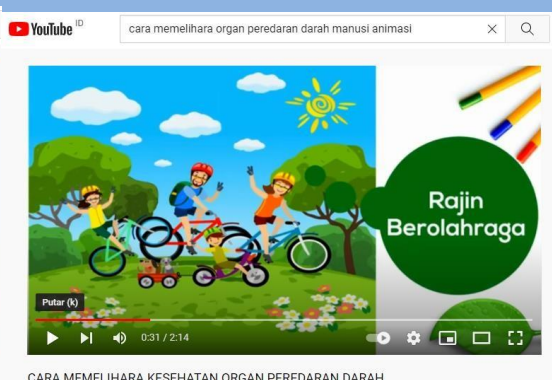 YouTube ID
cara memelihara organ peredaran darah manusi animasi
Rajin
Berolahraga
Putar (k)
0:31 / 2:14
CARA MEMELIHARA KESEHATAN ORGAN PEREDARAN DARAH